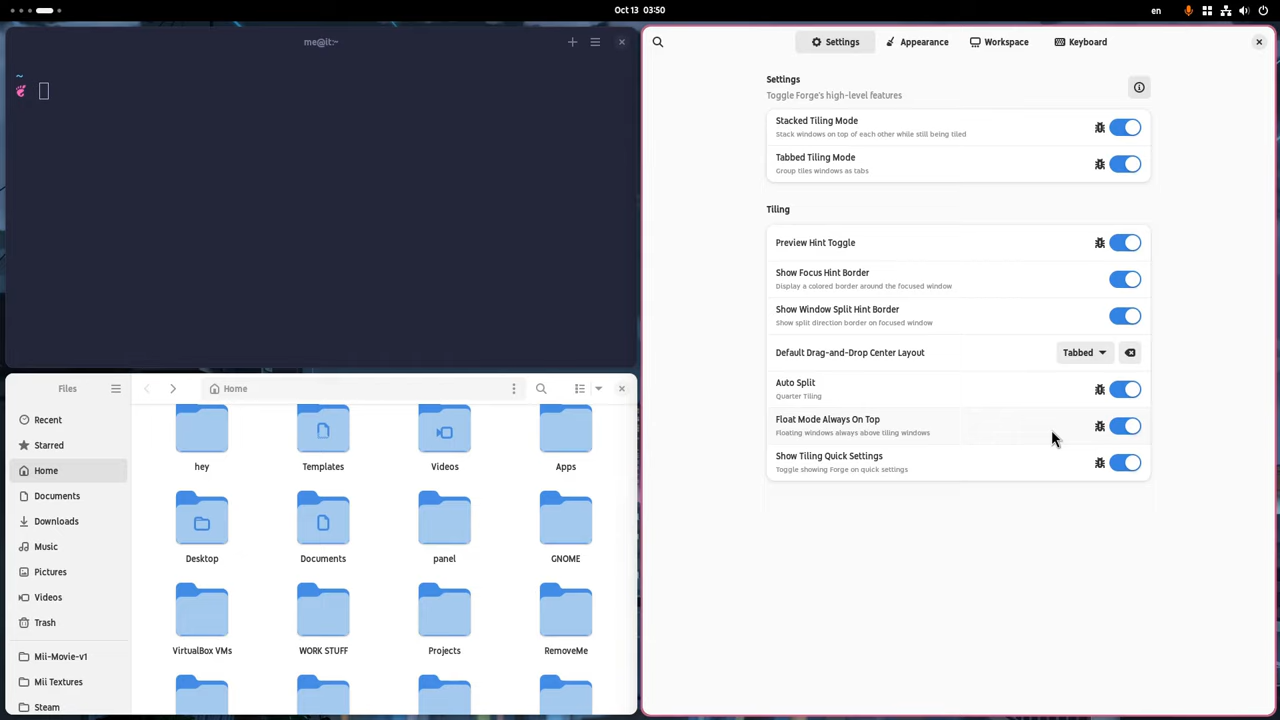 Oct 13 03:50
en
me@it:~
~
Settings
Appearance
Workspace
Keyboard
Settings
Toggle Forge's high-level features
Stacked Tiling Mode
Stack windows on top of each other while still being tiled
Tabbed Tiling Mode
Group tiles windows as tabs
Tiling
Preview Hint Toggle
Show Focus Hint Border
Display a colored border around the focused window
Show Window Split Hint Border
Show split direction border on focused window
Default Drag-and-Drop Center Layout
Tabbed
Auto Split
Quarter Tiling
Float Mode Always On Top
Floating windows always above tiling windows
Show Tiling Quick Settings
Toggle showing Forge on quick settings
Files
Home
Recent
Starred
Home
Documents
Downloads
Music
Pictures
Videos
Trash
Mii-Movie-v1
Mii Textures
Steam
hey
Templates
Videos
Apps
Desktop
Documents
panel
GNOME
VirtualBox VMs
WORK STUFF
Projects
RemoveMe